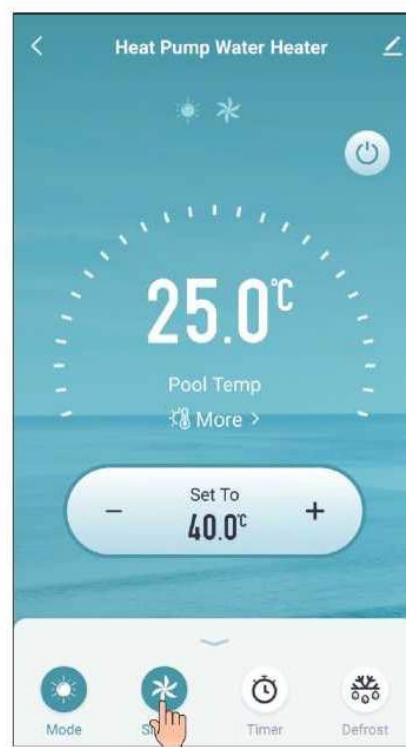 Heat Pump Water Heater
25.0℃
Pool Temp
More >
Set To
− 40.0℃ +
Mode
Timer
Defrost